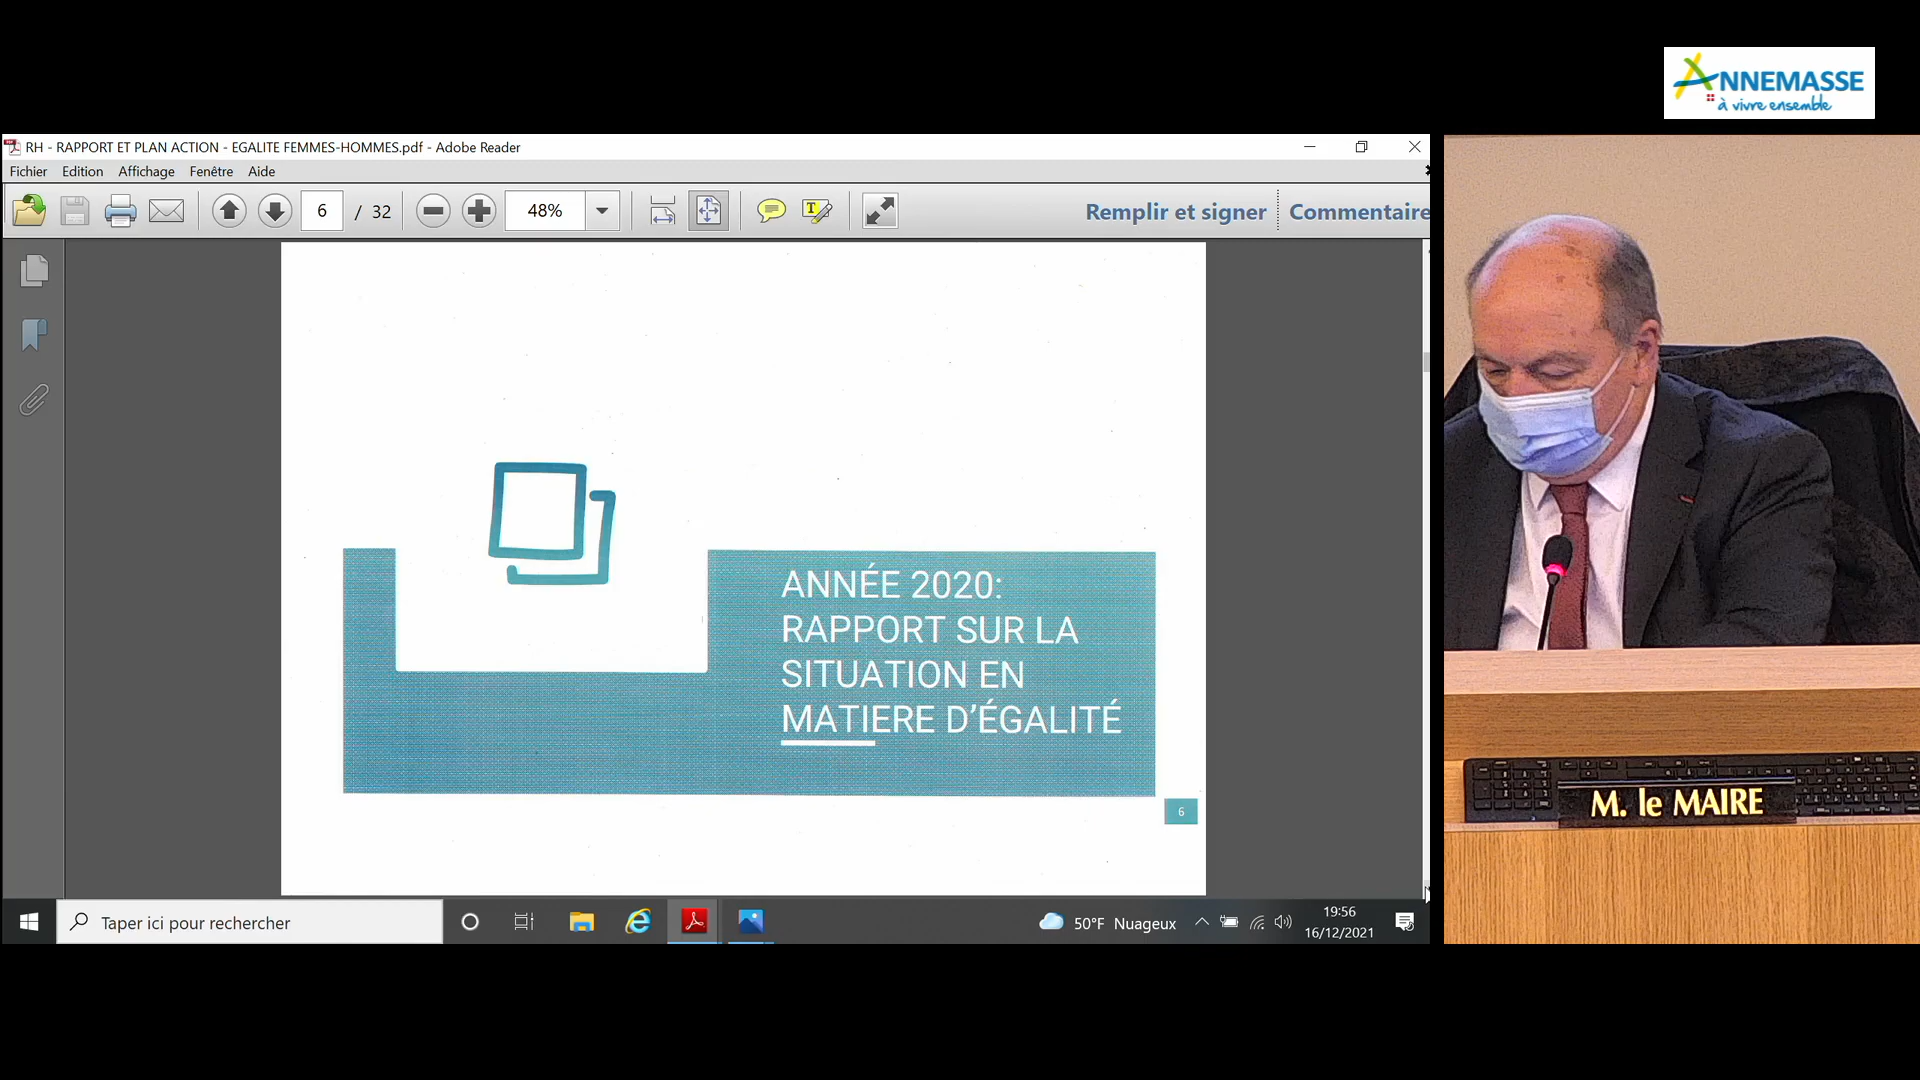 ANNEMASSE
à vivre ensemble
RH - RAPPORT ET PLAN ACTION - EGALITE FEMMES-HOMMES.pdf - Adobe Reader
Fichier Edition Affichage Fenêtre Aide
6 / 32 48% Remplir et signer Commentaire
ANNÉE 2020:
RAPPORT SUR LA
SITUATION EN
MATIERE D’ÉGALITÉ
6
M. le MAIRE
Taper ici pour rechercher
50°F Nuageux
19:56
16/12/2021